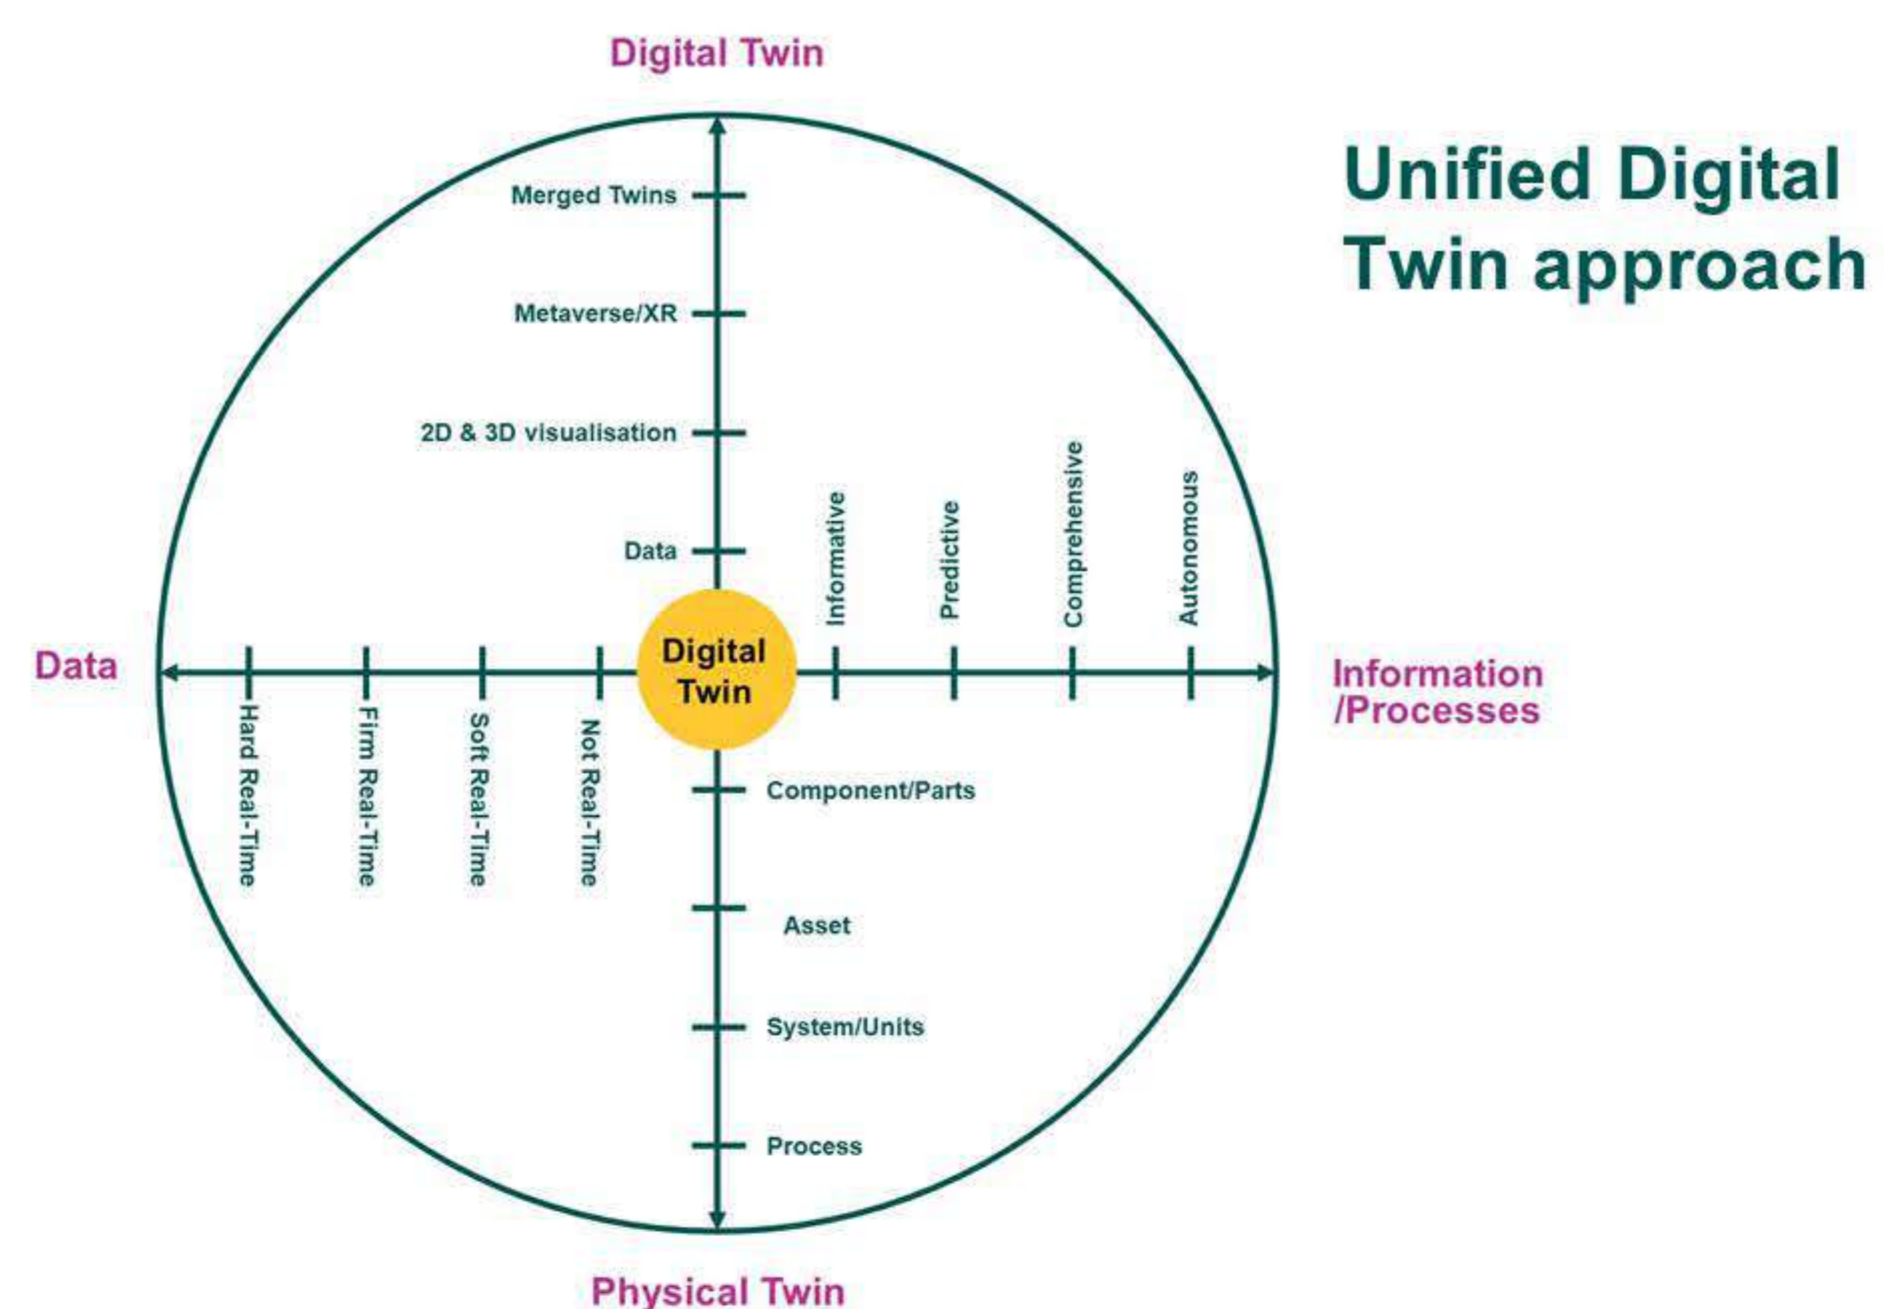 Digital Twin
Unified Digital
Twin approach
Merged Twins
Metaverse/XR
2D & 3D visualisation
Data
Informative
Predictive
Comprehensive
Autonomous
Data
Digital
Twin
Information
/Processes
Hard Real-Time
Firm Real-Time
Soft Real-Time
Not Real-Time
Component/Parts
Asset
System/Units
Process
Physical Twin